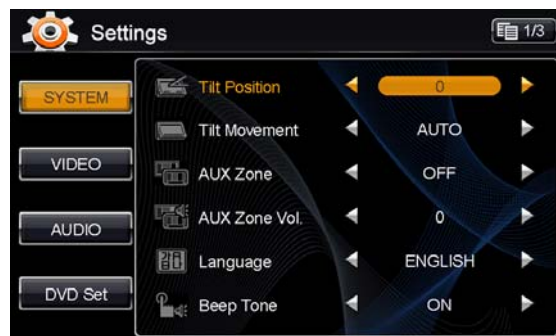 Settings
1/3
SYSTEM
VIDEO
AUDIO
DVD Set
Tilt Position 0
Tilt Movement AUTO
AUX Zone OFF
AUX Zone Vol. 0
Language ENGLISH
Beep Tone ON